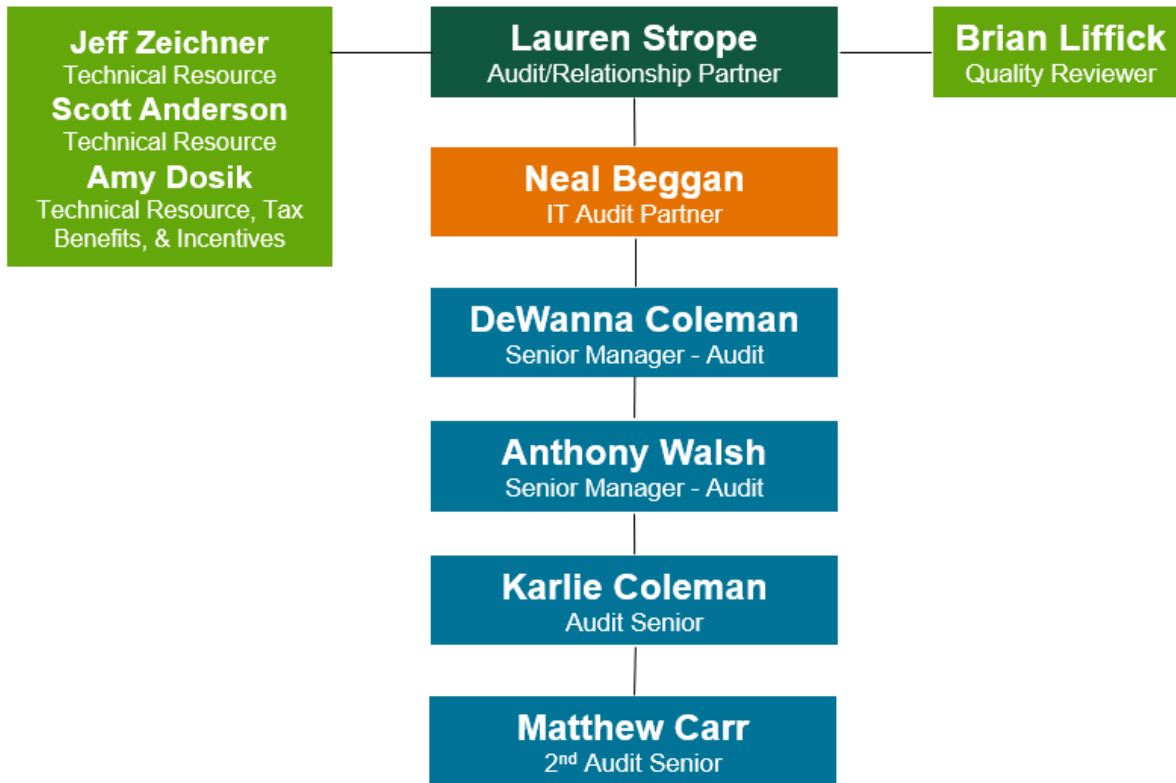 Jeff Zeichner
Technical Resource
Scott Anderson
Technical Resource
Amy Dosik
Technical Resource, Tax
Benefits, & Incentives
Lauren Strope
Audit/Relationship Partner
Brian Liffick
Quality Reviewer
Neal Beggan
IT Audit Partner
DeWanna Coleman
Senior Manager - Audit
Anthony Walsh
Senior Manager - Audit
Karlie Coleman
Audit Senior
Matthew Carr
2nd Audit Senior